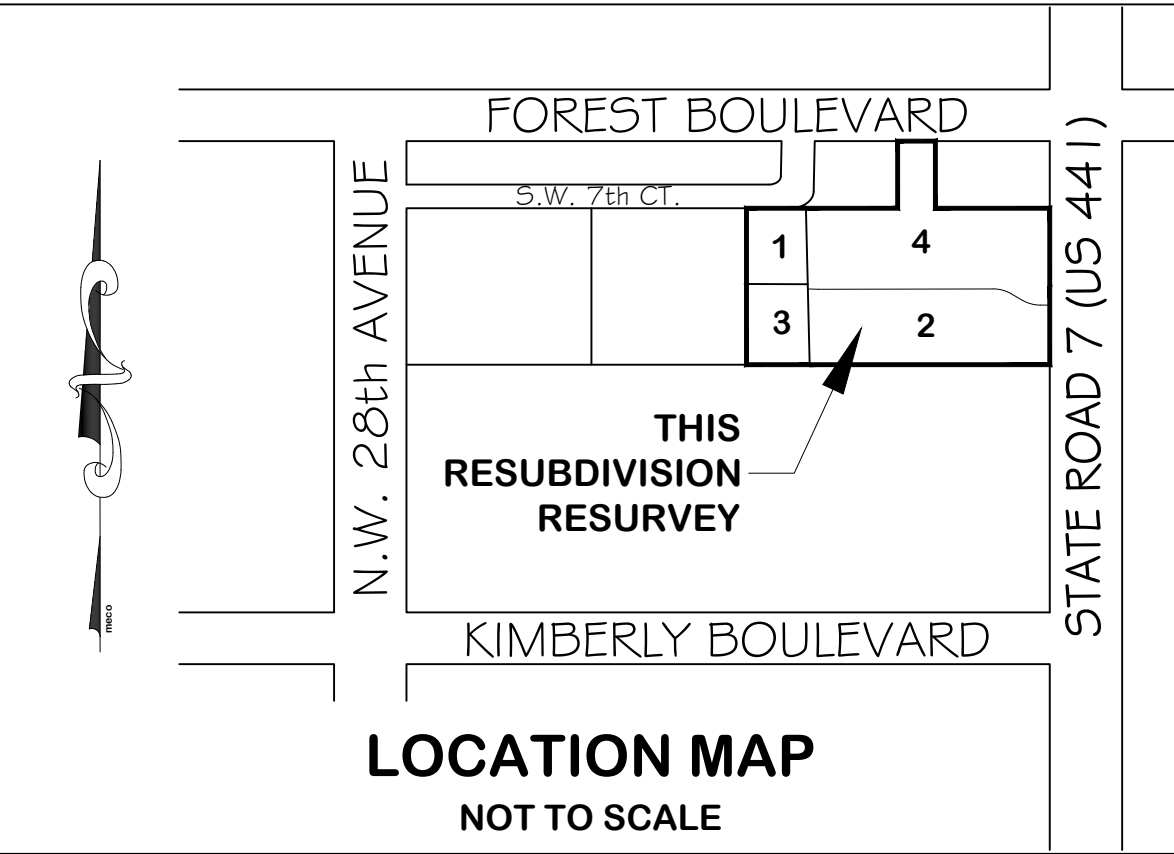 FOREST BOULEVARD
S.W. 7th CT.
N.W. 28th AVENUE
STATE ROAD 7 (US 441)
1
4
3
2
THIS
RESUBDIVISION
RESURVEY
meco
KIMBERLY BOULEVARD
LOCATION MAP
NOT TO SCALE